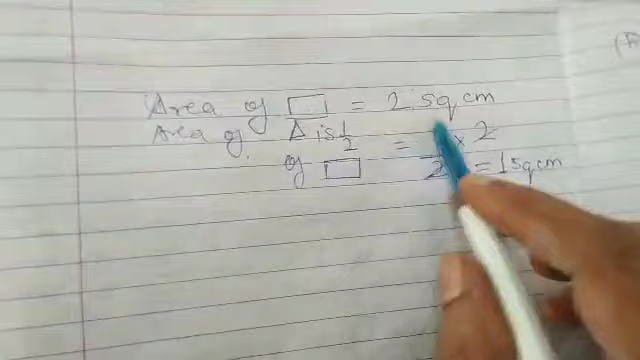 Area of ▭ = 2 sq cm
Area of Δ is 1/2 = × 2
of ▭ 2 = 1 sq cm